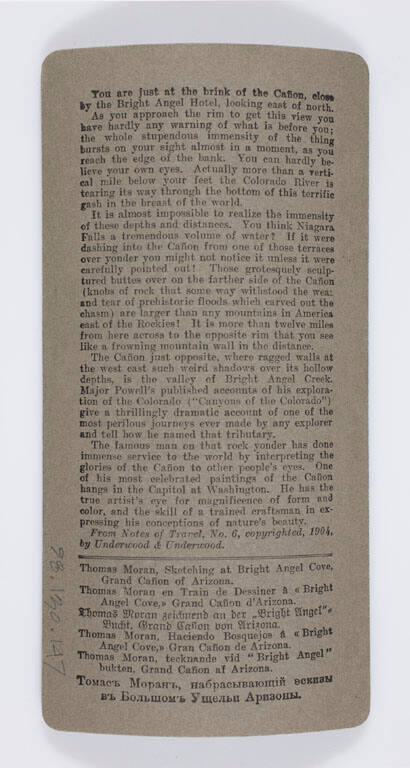 You are just at the brink of the Cañon, close
by the Bright Angel Hotel, looking east of north.
As you approach the rim to get this view you
have hardly any warning of what is before you;
the whole stupendous immensity of the thing
bursts on your sight almost in a moment, as you
reach the edge of the bank. You can hardly be-
lieve your own eyes. Actually more than a verti-
cal mile below your feet the Colorado River is
tearing its way through the bottom of this terrific
gash in the breast of the world.
It is almost impossible to realize the immensity
of these depths and distances. You think Niagara
Falls a tremendous volume of water? If it were
dashing into the Cañon from one of those terraces
over yonder you might not notice it unless it were
carefully pointed out! Those grotesquely sculp-
tured buttes over on the farther side of the Cañon
(knobs of rock that some way withstood the wear
and tear of prehistoric floods which carved out the
chasm) are larger than any mountains in America
east of the Rockies! It is more than twelve miles
from here across to the opposite rim that you see
like a frowning mountain wall in the distance.
The Cañon just opposite, where ragged walls at
the west cast such weird shadows over its hollow
depths, is the valley of Bright Angel Creek.
Major Powell's published accounts of his explora-
tion of the Colorado ("Canyons of the Colorado")
give a thrillingly dramatic account of one of the
most perilous journeys ever made by any explorer
and tell how he named that tributary.
The famous man on that rock yonder has done
immense service to the world by interpreting the
glories of the Cañon to other people's eyes. One
of his most celebrated paintings of the Cañon
hangs in the Capitol at Washington. He has the
true artist's eye for magnificence of form and
color, and the skill of a trained craftsman in ex-
pressing his conceptions of nature's beauty.
From Notes of Travel, No. 6, copyrighted, 1904,
by Underwood & Underwood.
Thomas Moran, Sketching at Bright Angel Cove,
Grand Cañon of Arizona.
Thomas Moran en Train de Dessiner à « Bright
Angel Cove,» Grand Cañon d'Arizona.
Thomas Moran zeichnend an der „Bright Angel"=
Bucht, Grand Cañon von Arizona.
Thomas Moran, Haciendo Bosquejos á «Bright
Angel Cove,» Gran Cañon de Arizona.
Thomas Moran, tecknande vid "Bright Angel"
bukten, Grand Cañon af Arizona.
Томасъ Моранъ, набрасывающій эскизы
въ Большомъ Ущельи Аризоны.
98.130.147